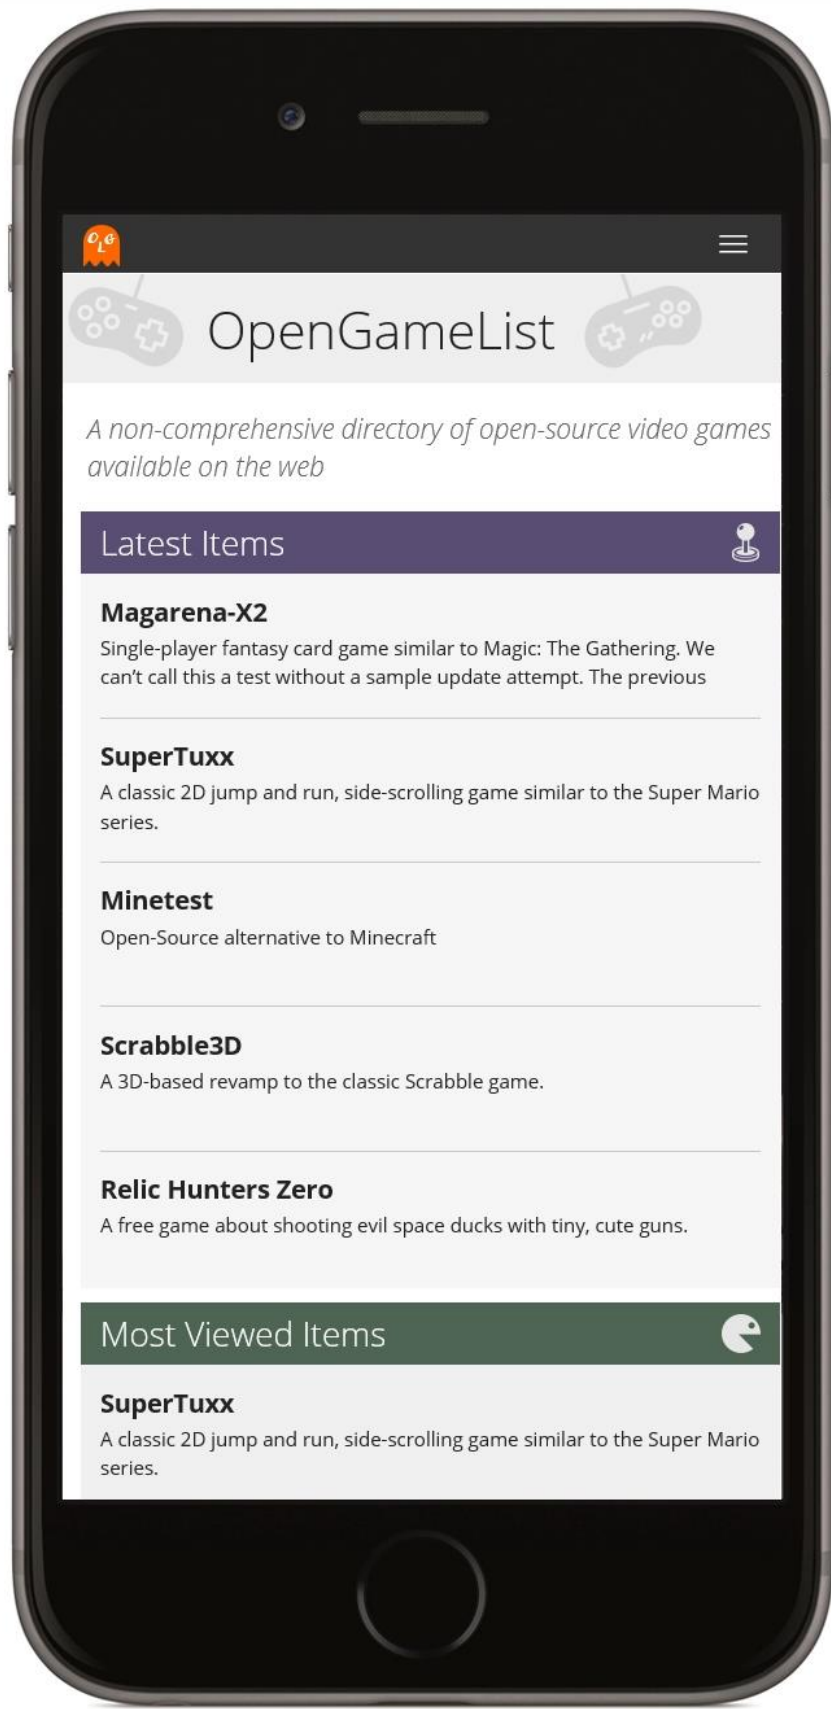 OLG
OpenGameList
A non-comprehensive directory of open-source video games
available on the web
Latest Items
Magarena-X2
Single-player fantasy card game similar to Magic: The Gathering. We
can't call this a test without a sample update attempt. The previous
SuperTuxx
A classic 2D jump and run, side-scrolling game similar to the Super Mario
series.
Minetest
Open-Source alternative to Minecraft
Scrabble3D
A 3D-based revamp to the classic Scrabble game.
Relic Hunters Zero
A free game about shooting evil space ducks with tiny, cute guns.
Most Viewed Items
SuperTuxx
A classic 2D jump and run, side-scrolling game similar to the Super Mario
series.